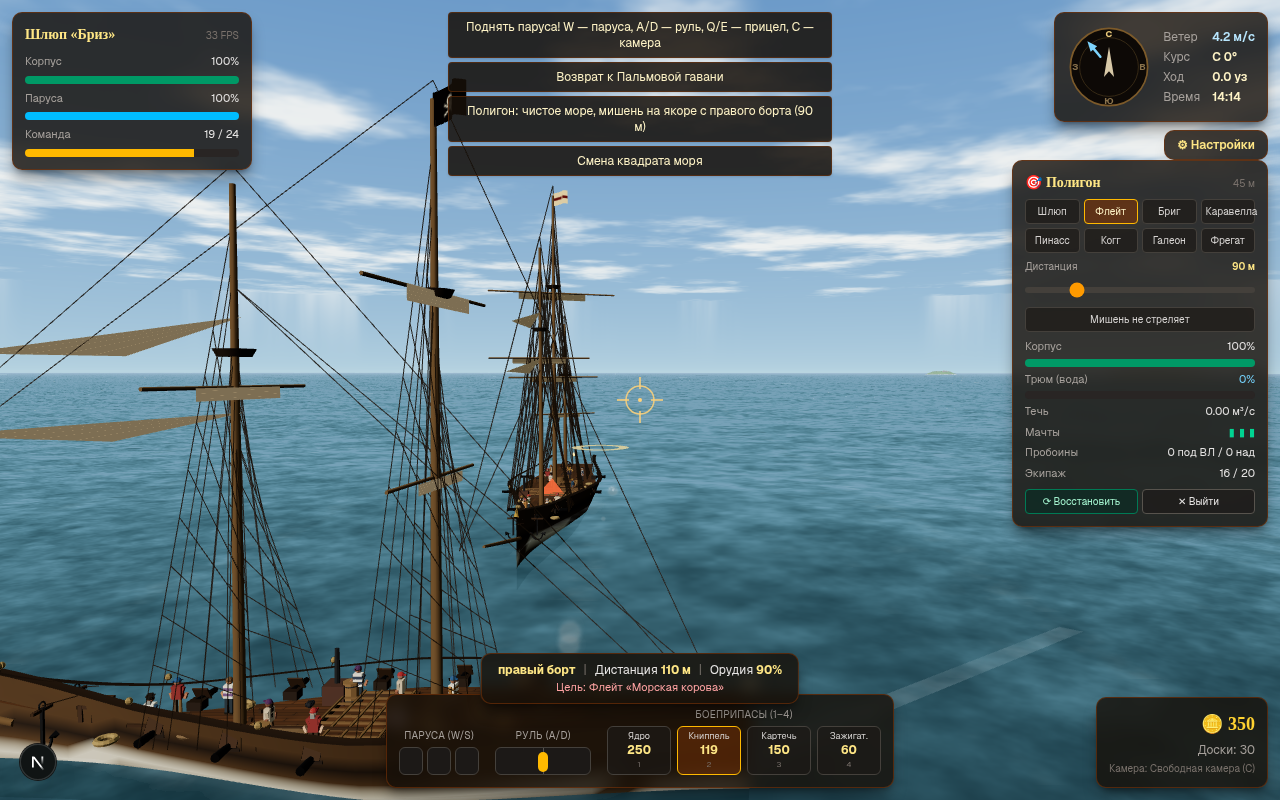 Шлюп «Бриз»
33 FPS
Корпус
100%
Паруса
100%
Команда
19 / 24
Поднять паруса! W — паруса, A/D — руль, Q/E — прицел, C —
камера
Возврат к Пальмовой гавани
Полигон: чистое море, мишень на якоре с правого борта (90
м)
Смена квадрата моря
С
З
В
Ю
Ветер
4.2 м/с
Курс
С 0°
Ход
0.0 уз
Время
14:14
⚙ Настройки
🎯 Полигон
45 м
Шлюп
Флейт
Бриг
Каравелла
Пинасс
Когг
Галеон
Фрегат
Дистанция
90 м
Мишень не стреляет
Корпус
100%
Трюм (вода)
0%
Течь
0.00 м³/с
Мачты
Пробоины
0 под ВЛ / 0 над
Экипаж
16 / 20
⟳ Восстановить
✕ Выйти
правый борт | Дистанция 110 м | Орудия 90%
Цель: Флейт «Морская корова»
ПАРУСА (W/S)
РУЛЬ (A/D)
БОЕПРИПАСЫ (1–4)
Ядро
250
1
Книппель
119
2
Картечь
150
3
Зажигат.
60
4
🪙 350
Доски: 30
Камера: Свободная камера (C)
N